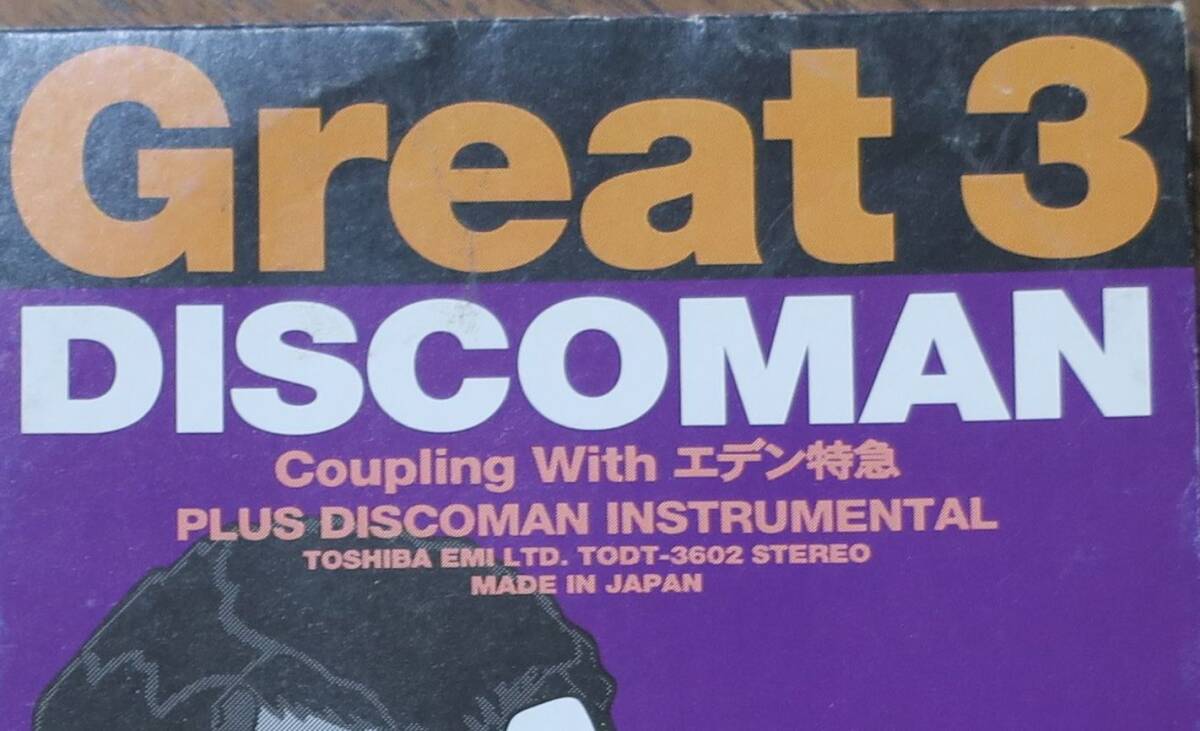 Great 3
DISCOMAN
Coupling With エデン特急
PLUS DISCOMAN INSTRUMENTAL
TOSHIBA EMI LTD. TODT-3602 STEREO
MADE IN JAPAN